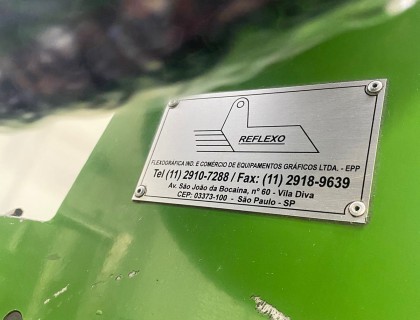 REFLEXO
FLEXOGRAFICA IND. E COMÉRCIO DE EQUIPAMENTOS GRÁFICOS LTDA. - EPP
Tel (11) 2910-7288 / Fax: (11) 2918-9639
Av. São João da Bocaina, nº 60 - Vila Diva
CEP: 03373-100 - São Paulo - SP